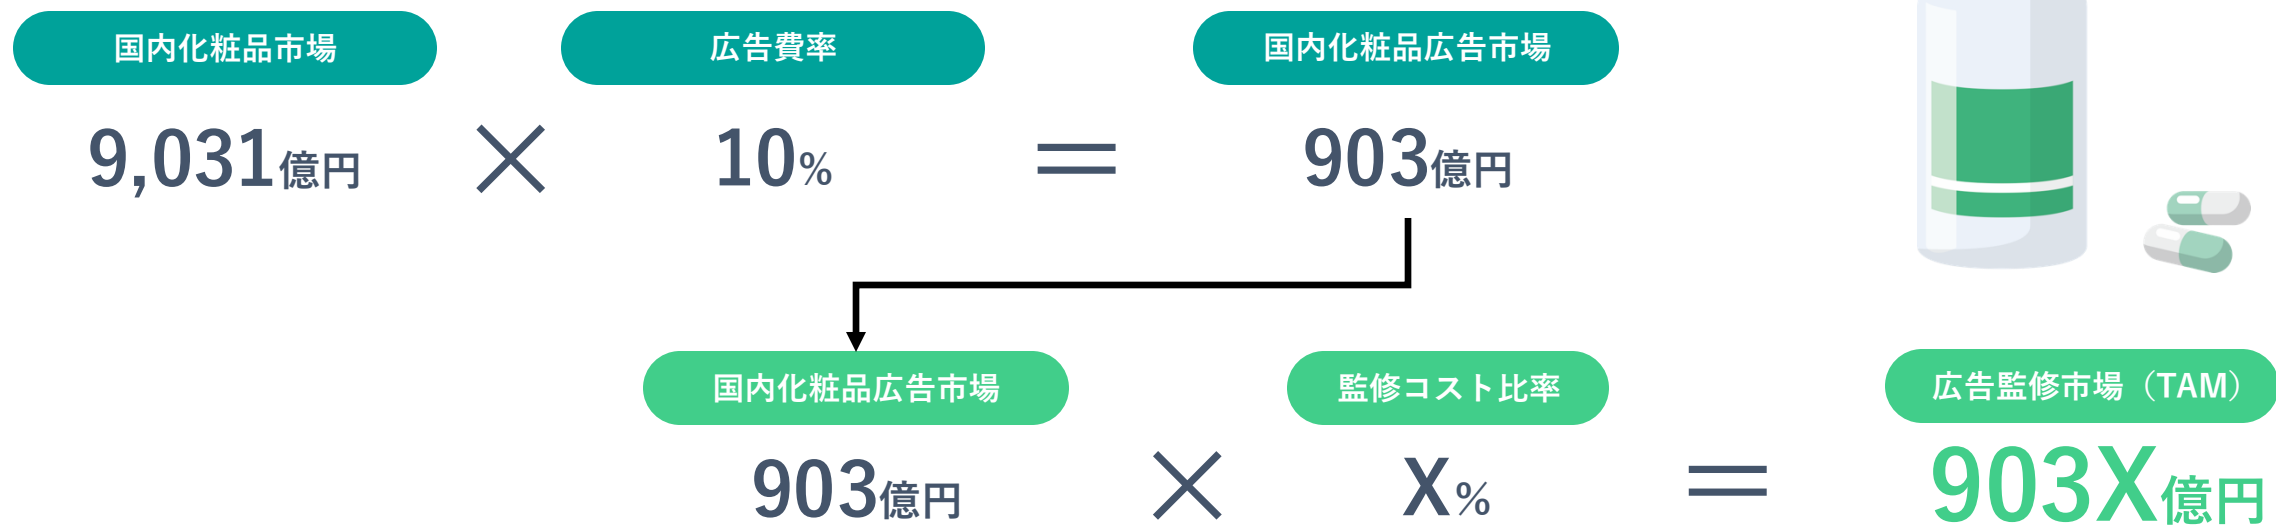 国内化粧品市場
広告費率
国内化粧品広告市場
9,031億円
×
10%
=
903億円
国内化粧品広告市場
監修コスト比率
広告監修市場（TAM）
903億円
×
X%
=
903X億円